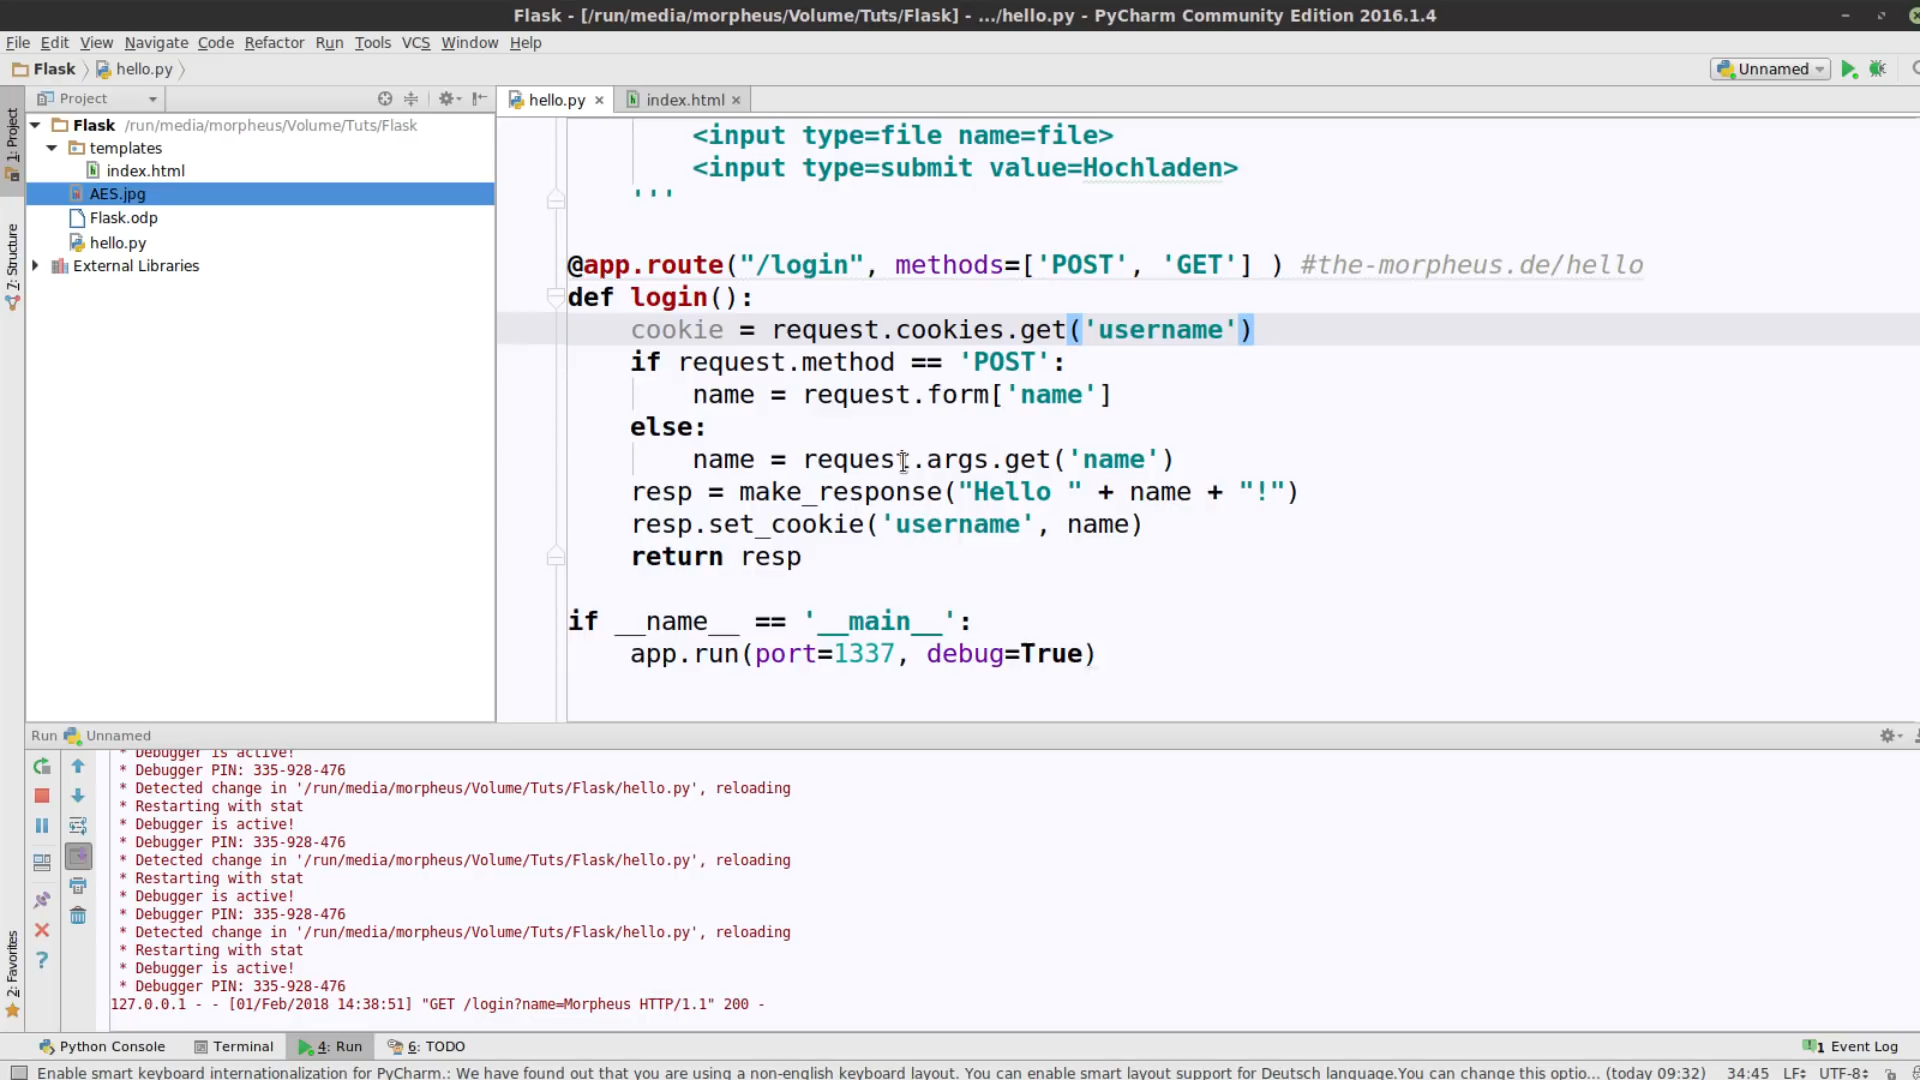 Flask - [/run/media/morpheus/Volume/Tuts/Flask] - .../hello.py - PyCharm Community Edition 2016.1.4
File Edit View Navigate Code Refactor Run Tools VCS Window Help
Flask hello.py
Unnamed
Project
hello.py index.html
1: Project
7: Structure
2: Favorites
Flask /run/media/morpheus/Volume/Tuts/Flask
templates
index.html
AES.jpg
Flask.odp
hello.py
External Libraries
<input type=file name=file>
<input type=submit value=Hochladen>
'''
@app.route("/login", methods=['POST', 'GET'] ) #the-morpheus.de/hello
def login():
cookie = request.cookies.get('username')
if request.method == 'POST':
name = request.form['name']
else:
name = request.args.get('name')
resp = make_response("Hello " + name + "!")
resp.set_cookie('username', name)
return resp
if __name__ == '__main__':
app.run(port=1337, debug=True)
Run Unnamed
* Debugger is active!
* Debugger PIN: 335-928-476
* Detected change in '/run/media/morpheus/Volume/Tuts/Flask/hello.py', reloading
* Restarting with stat
* Debugger is active!
* Debugger PIN: 335-928-476
* Detected change in '/run/media/morpheus/Volume/Tuts/Flask/hello.py', reloading
* Restarting with stat
* Debugger is active!
* Debugger PIN: 335-928-476
* Detected change in '/run/media/morpheus/Volume/Tuts/Flask/hello.py', reloading
* Restarting with stat
* Debugger is active!
* Debugger PIN: 335-928-476
127.0.0.1 - - [01/Feb/2018 14:38:51] "GET /login?name=Morpheus HTTP/1.1" 200 -
Python Console Terminal 4: Run 6: TODO 1 Event Log
Enable smart keyboard internationalization for PyCharm.: We have found out that you are using a non-english keyboard layout. You can enable smart layout support for Deutsch language.You can change this optio... (today 09:32) 34:45 LF UTF-8